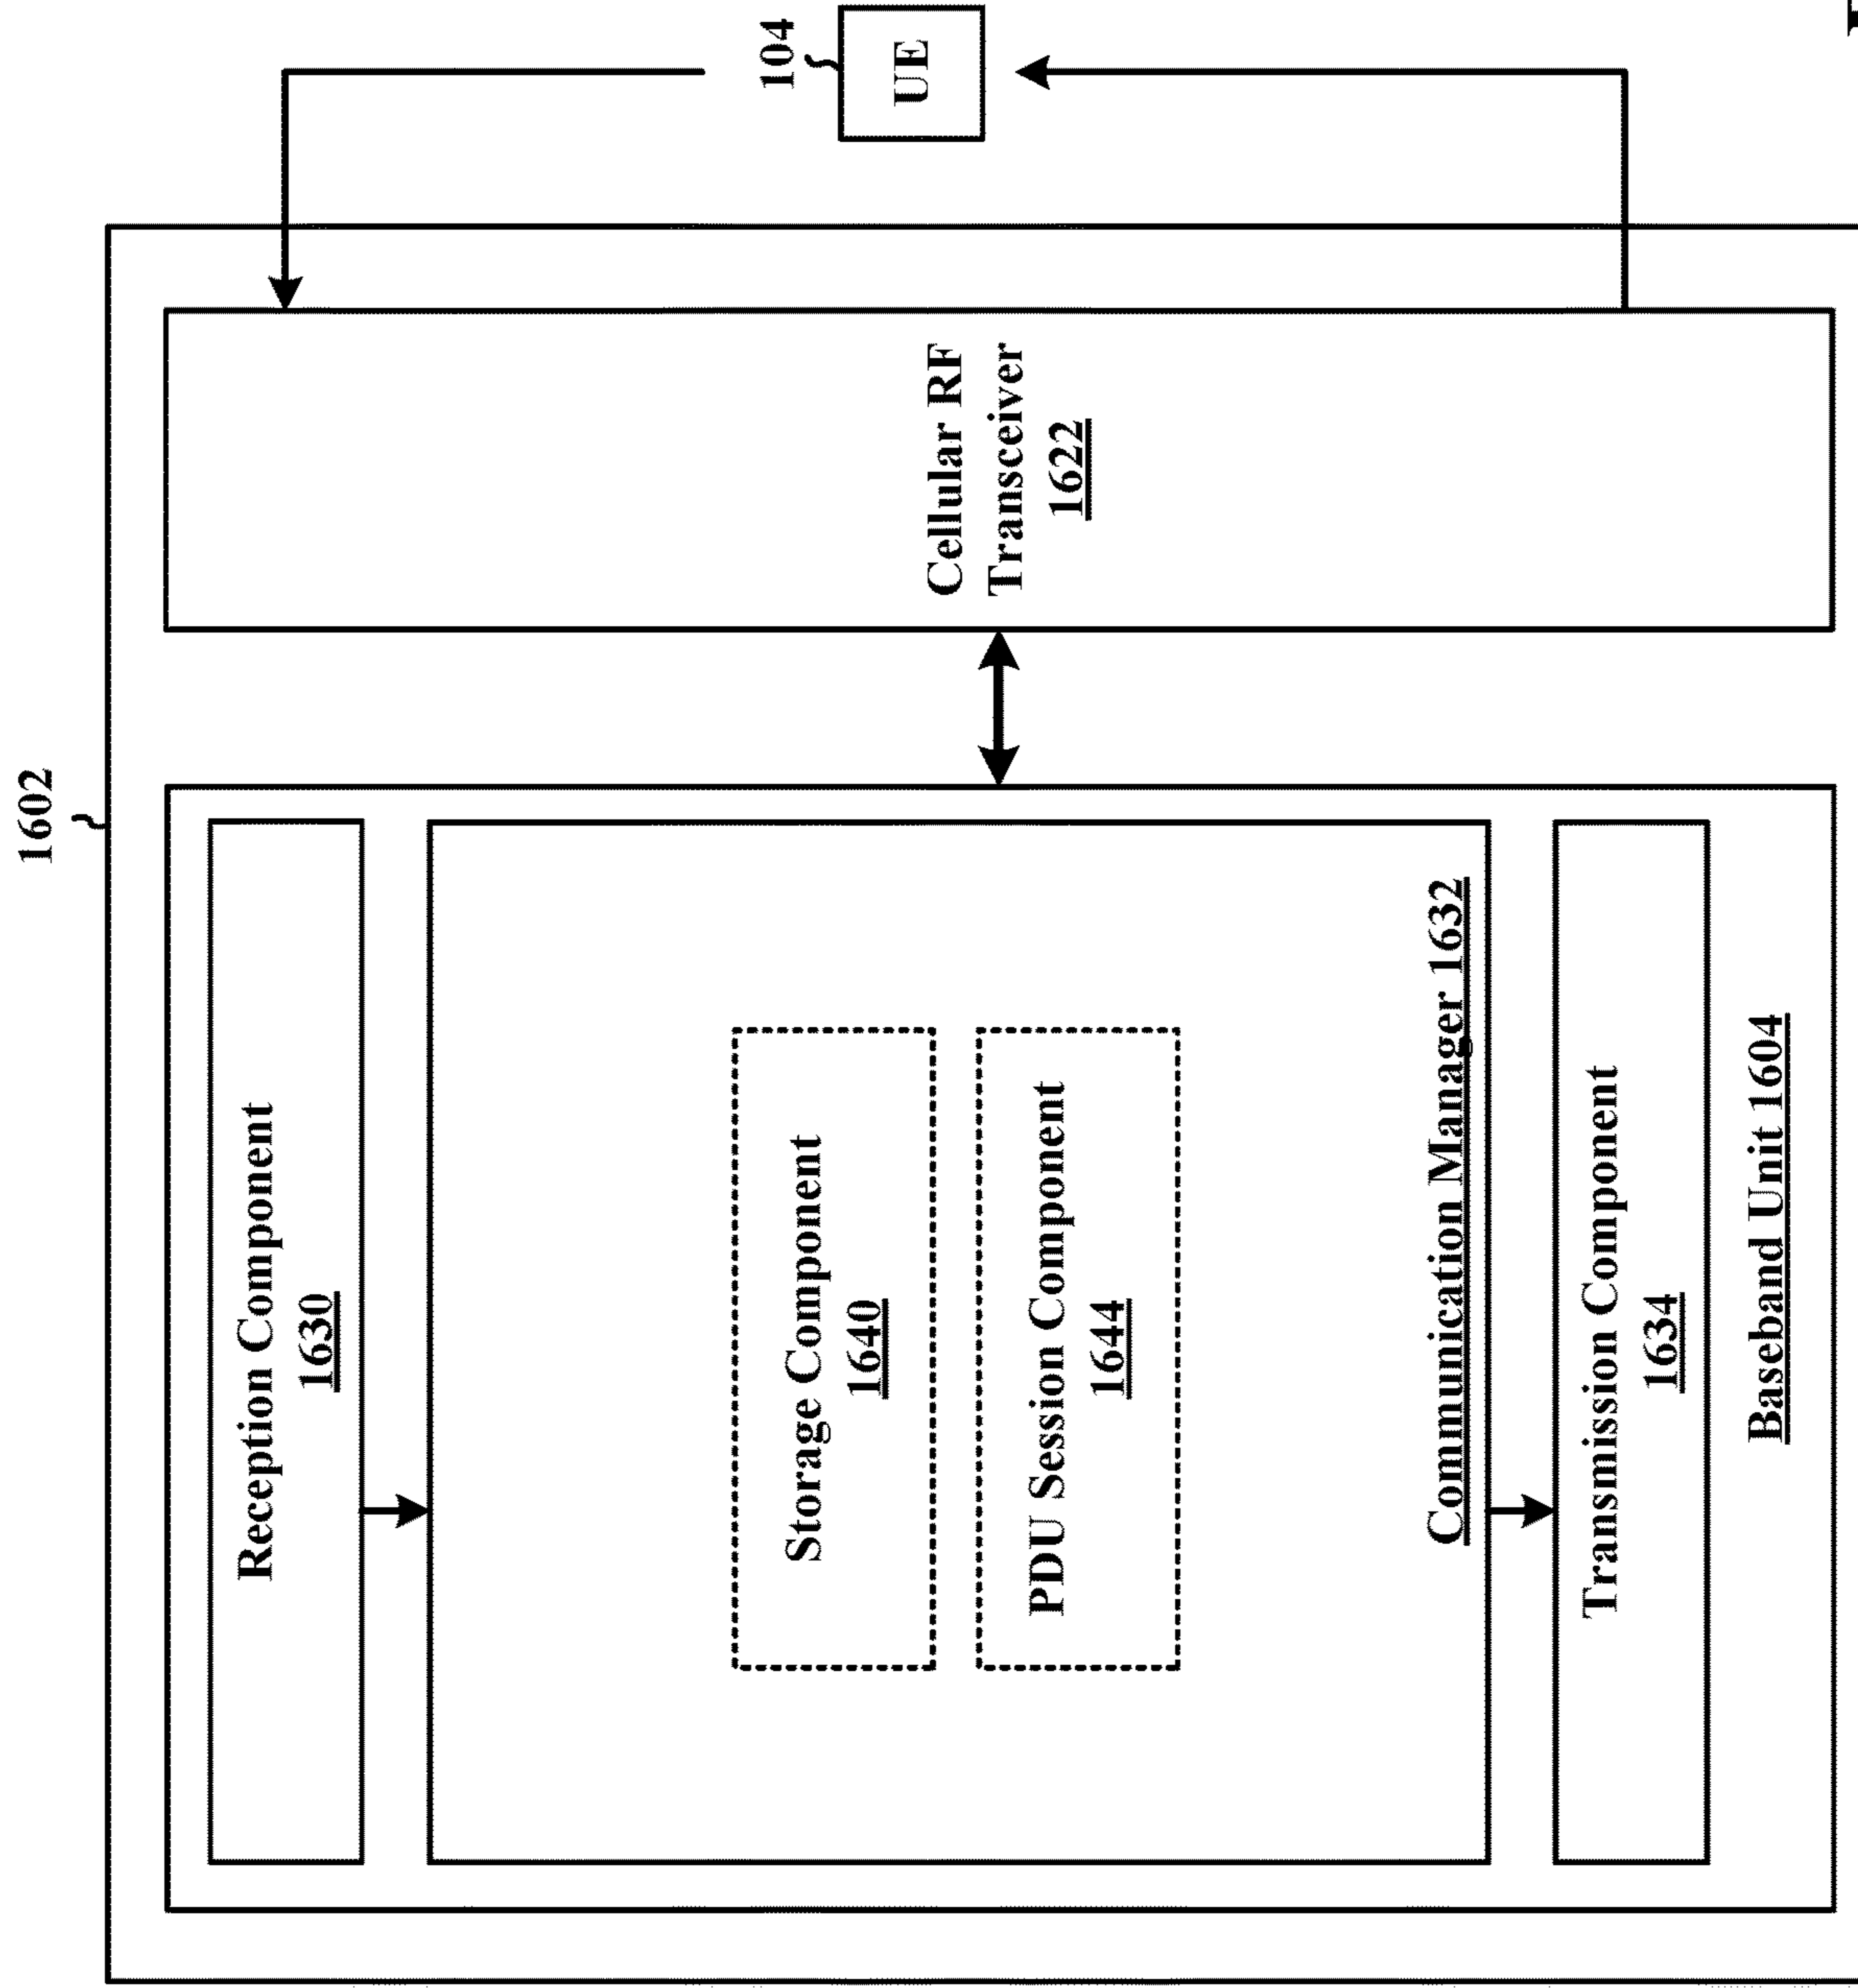 1602
Reception Component
1630
Storage Component
1640
PDU Session Component
1644
Communication Manager 1632
Transmission Component
1634
Baseband Unit 1604
Cellular RF
Transceiver
1622
104
UE